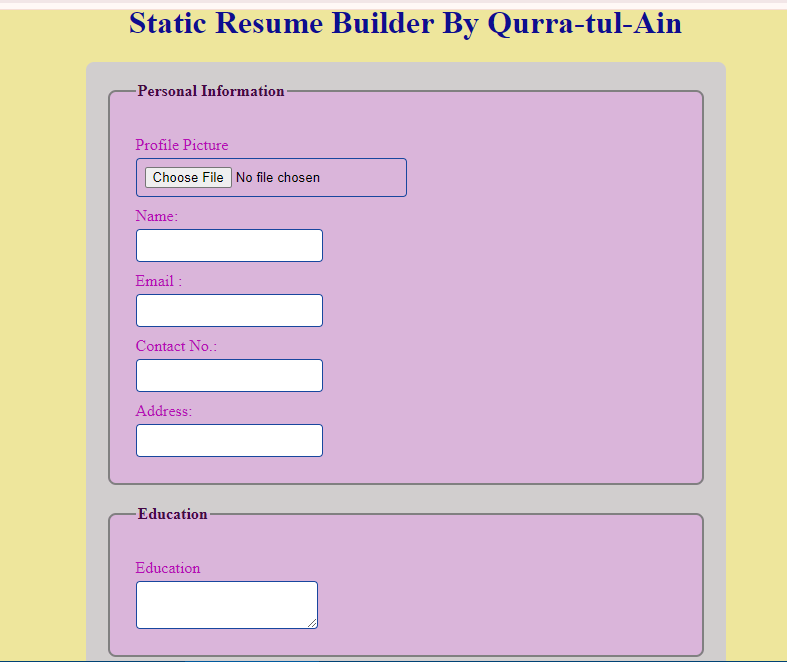 Static Resume Builder By Qurra-tul-Ain
Personal Information
Profile Picture
Choose File No file chosen
Name:
Email :
Contact No.:
Address:
Education
Education